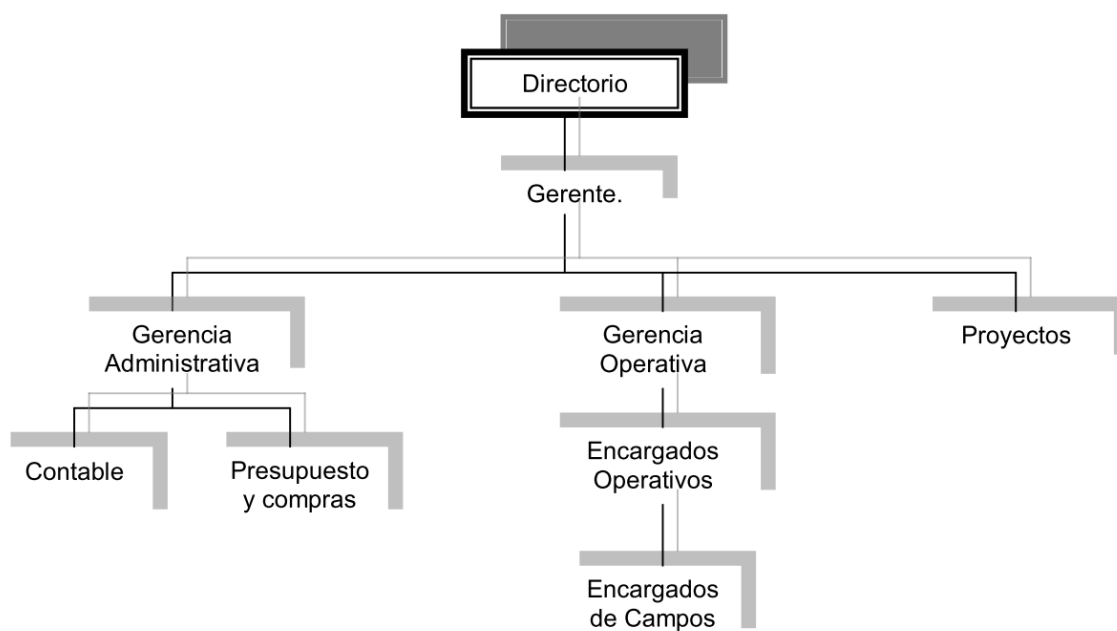 Directorio
Gerente.
Gerencia
Administrativa
Gerencia
Operativa
Proyectos
Contable
Presupuesto
y compras
Encargados
Operativos
Encargados
de Campos